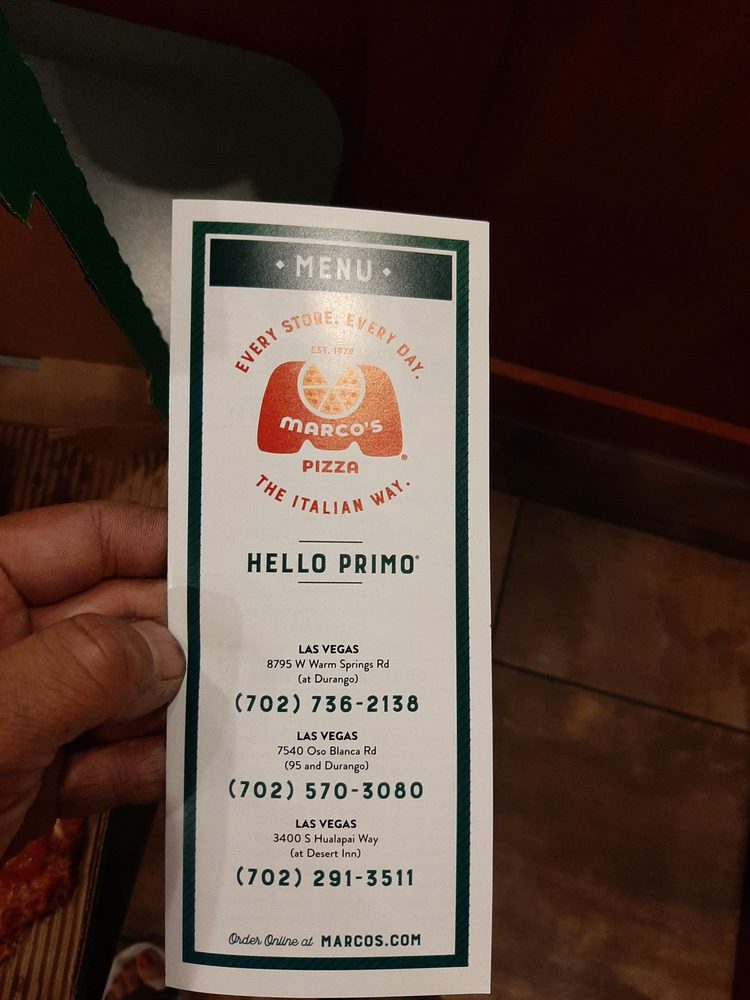 • MENU •
EVERY STORE. EVERY DAY.
EST. 1978
MARCO'S
PIZZA®
THE ITALIAN WAY.
HELLO PRIMO®
LAS VEGAS
8795 W Warm Springs Rd
(at Durango)
(702) 736-2138
LAS VEGAS
7540 Oso Blanca Rd
(95 and Durango)
(702) 570-3080
LAS VEGAS
3400 S Hualapai Way
(at Desert Inn)
(702) 291-3511
Order Online at MARCOS.COM